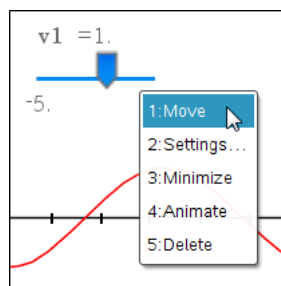 v1 =1.
-5.
1:Move
2:Settings...
3:Minimize
4:Animate
5:Delete